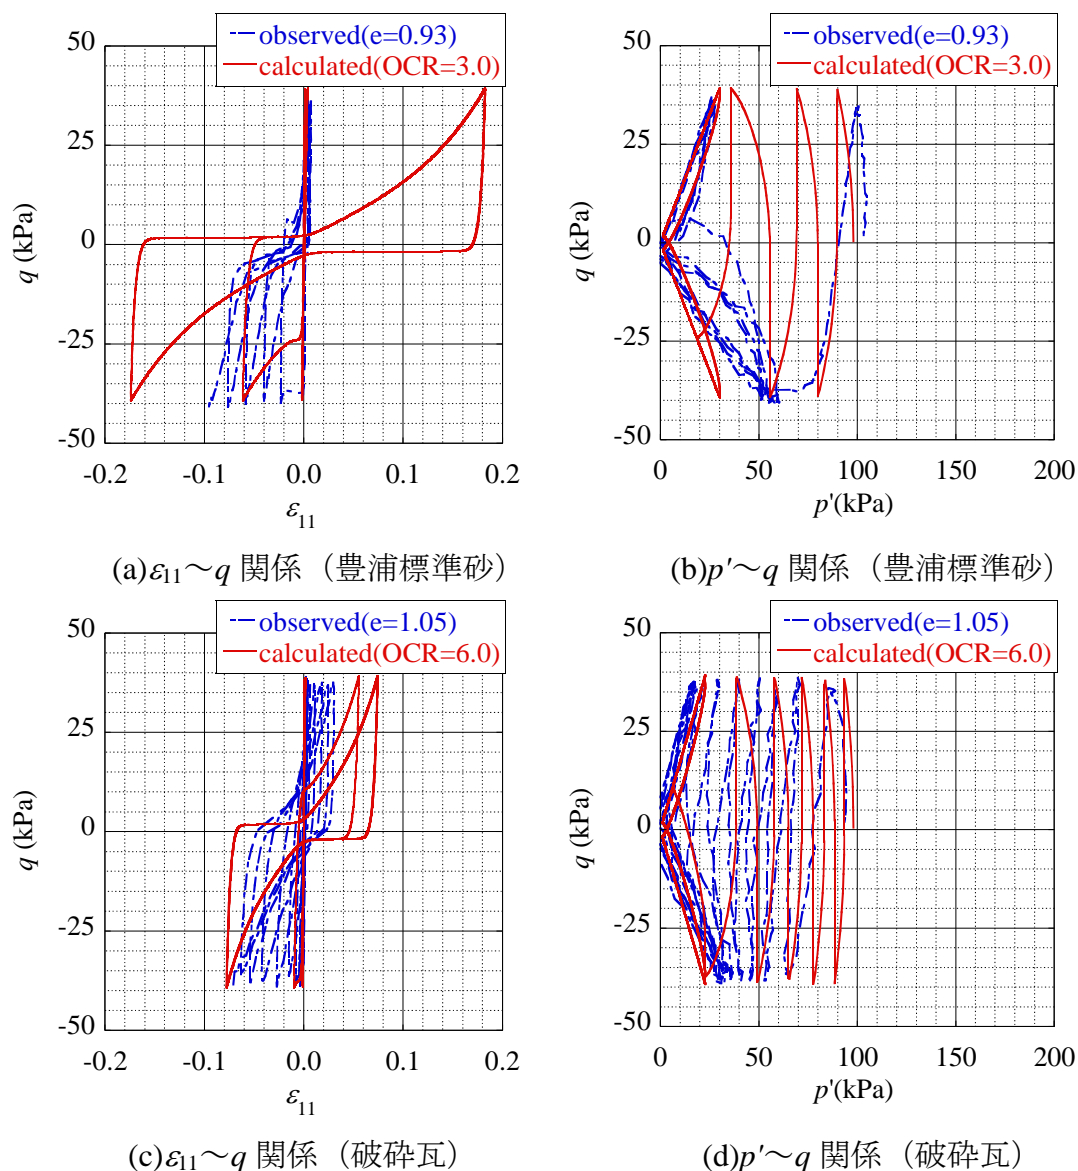 observed(e=0.93)
calculated(OCR=3.0)
50
25
0
-25
-50
q (kPa)
-0.2
-0.1
0.0
0.1
0.2
ε11
(a)ε11～q 関係（豊浦標準砂）
observed(e=0.93)
calculated(OCR=3.0)
50
25
0
-25
-50
q (kPa)
0
50
100
150
200
p'(kPa)
(b)p'～q 関係（豊浦標準砂）
observed(e=1.05)
calculated(OCR=6.0)
50
25
0
-25
-50
q (kPa)
-0.2
-0.1
0.0
0.1
0.2
ε11
(c)ε11～q 関係（破砕瓦）
observed(e=1.05)
calculated(OCR=6.0)
50
25
0
-25
-50
q (kPa)
0
50
100
150
200
p'(kPa)
(d)p'～q 関係（破砕瓦）